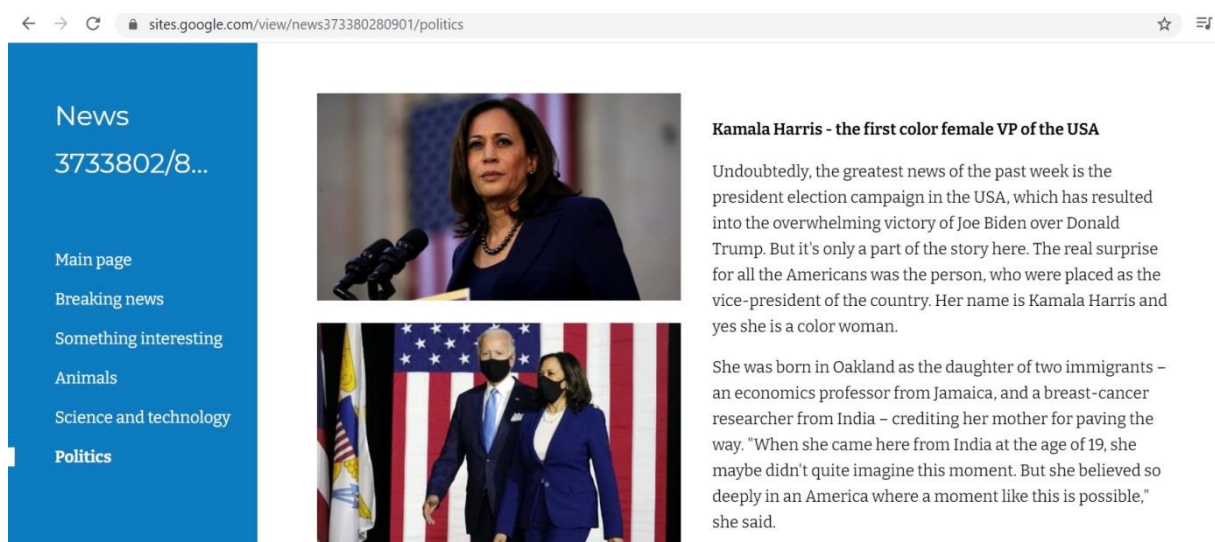 sites.google.com/view/news373380280901/politics
News
3733802/8...
Main page
Breaking news
Something interesting
Animals
Science and technology
Politics
Kamala Harris - the first color female VP of the USA
Undoubtedly, the greatest news of the past week is the
president election campaign in the USA, which has resulted
into the overwhelming victory of Joe Biden over Donald
Trump. But it's only a part of the story here. The real surprise
for all the Americans was the person, who were placed as the
vice-president of the country. Her name is Kamala Harris and
yes she is a color woman.
She was born in Oakland as the daughter of two immigrants –
an economics professor from Jamaica, and a breast-cancer
researcher from India – crediting her mother for paving the
way. "When she came here from India at the age of 19, she
maybe didn't quite imagine this moment. But she believed so
deeply in an America where a moment like this is possible,"
she said.